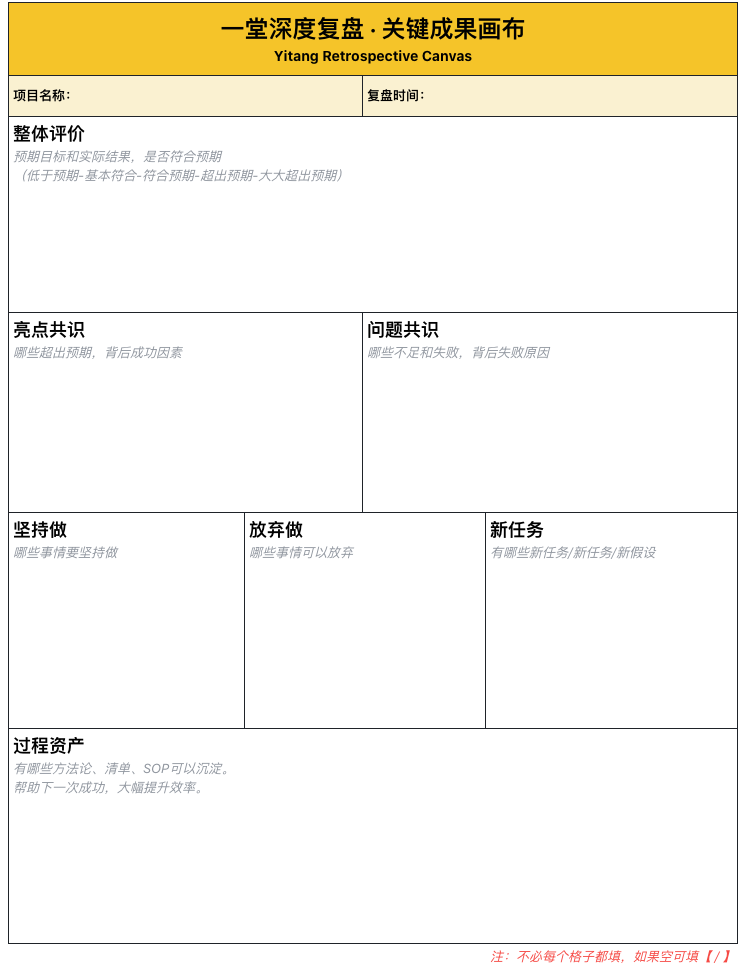 一堂深度复盘 · 关键成果画布
Yitang Retrospective Canvas
项目名称：
复盘时间：
整体评价
预期目标和实际结果，是否符合预期
（低于预期-基本符合-符合预期-超出预期-大大超出预期）
亮点共识
哪些超出预期，背后成功因素
问题共识
哪些不足和失败，背后失败原因
坚持做
哪些事情要坚持做
放弃做
哪些事情可以放弃
新任务
有哪些新任务/新任务/新假设
过程资产
有哪些方法论、清单、SOP可以沉淀。
帮助下一次成功，大幅提升效率。
注：不必每个格子都填，如果空可填【 / 】